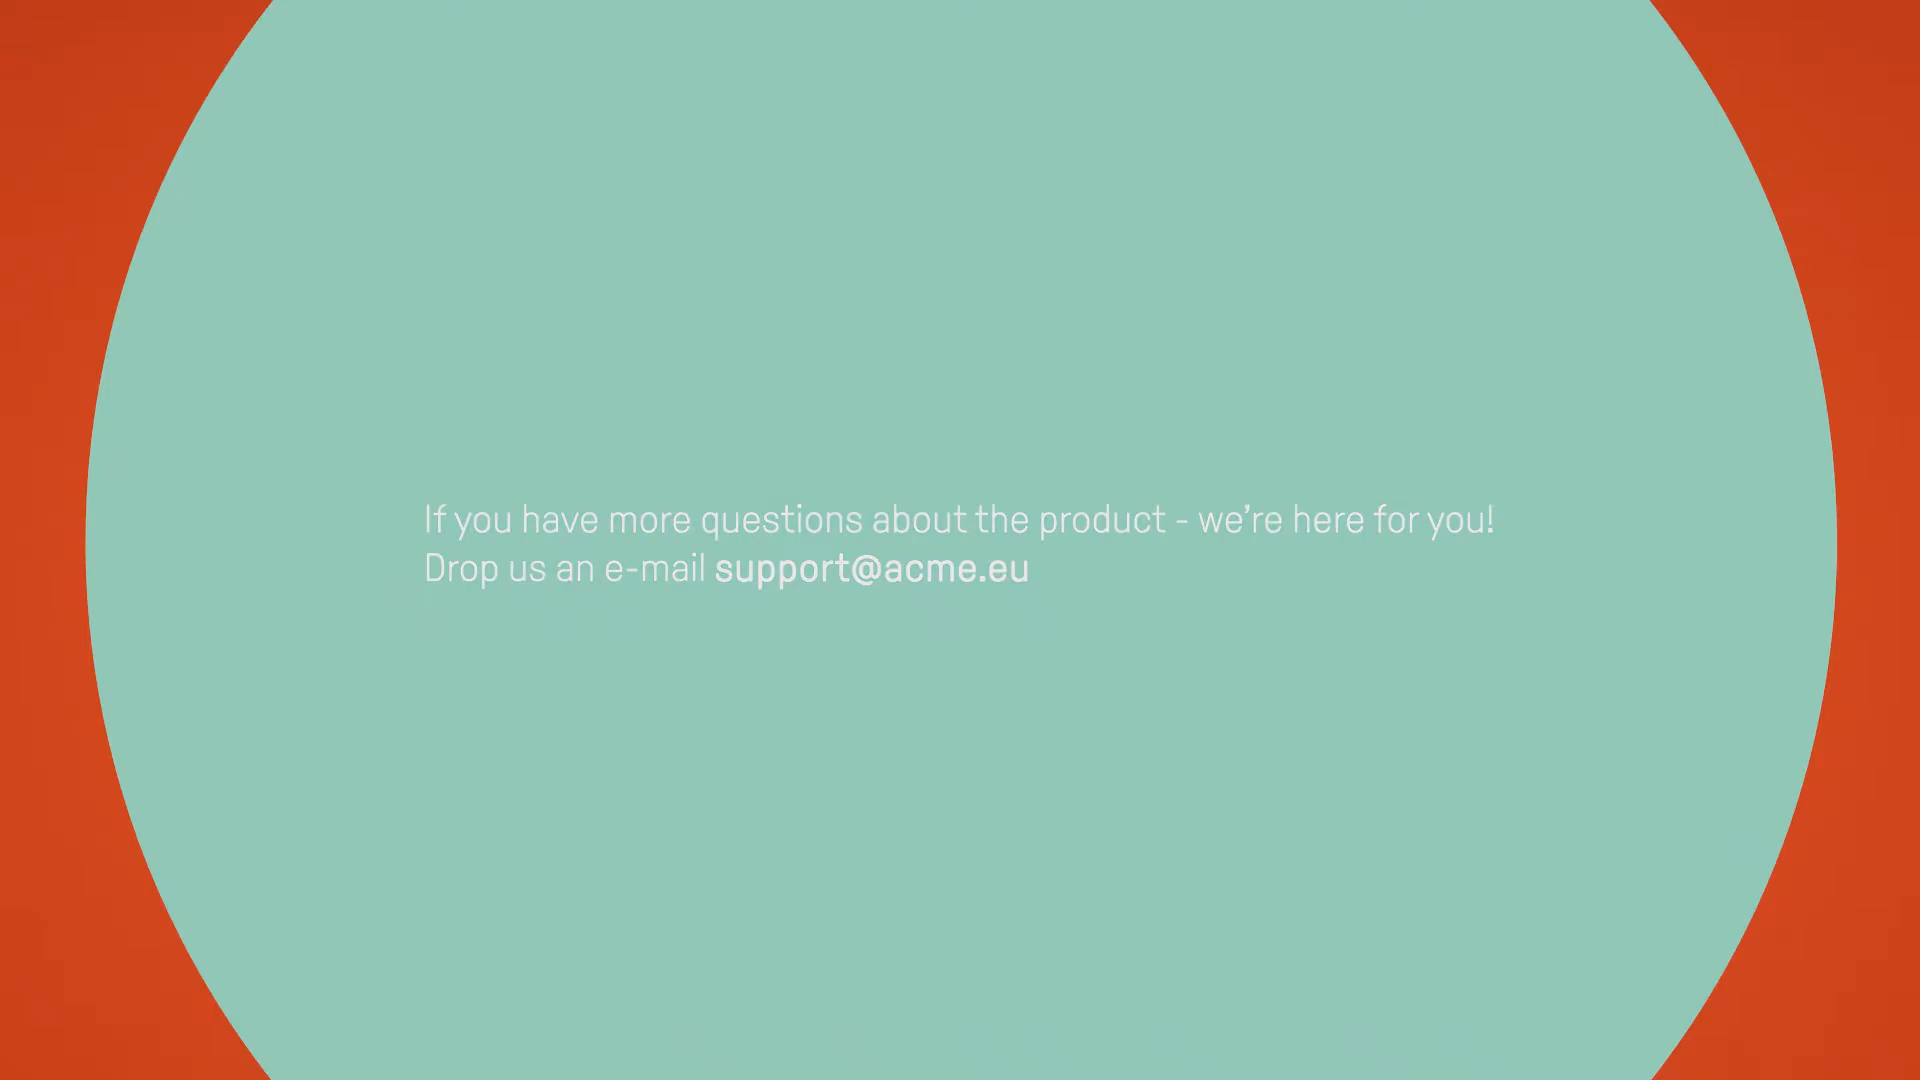 If you have more questions about the product - we’re here for you!
Drop us an e-mail support@acme.eu